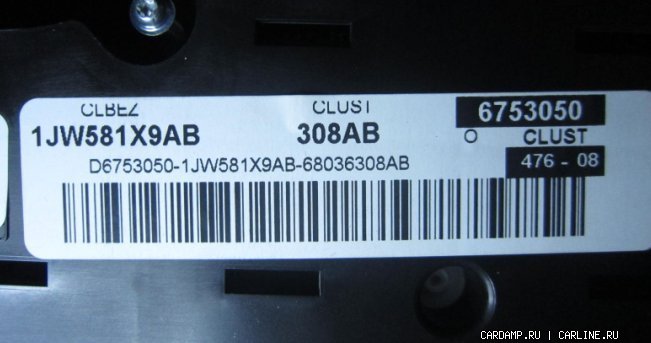 CLBEZ CLUST 6753050
1JW581X9AB 308AB O CLUST
D6753050-1JW581X9AB-68036308AB 476 - 08
CARDAMP.RU | CARLINE.RU